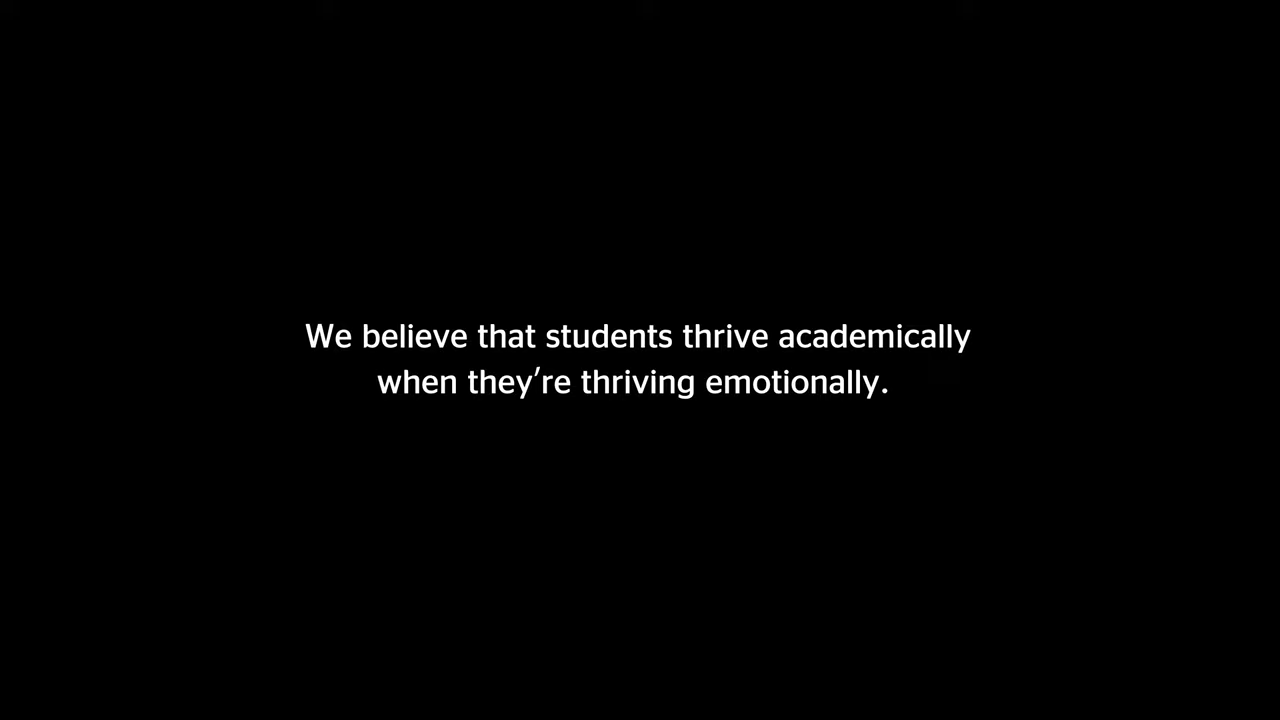 We believe that students thrive academically
when they’re thriving emotionally.